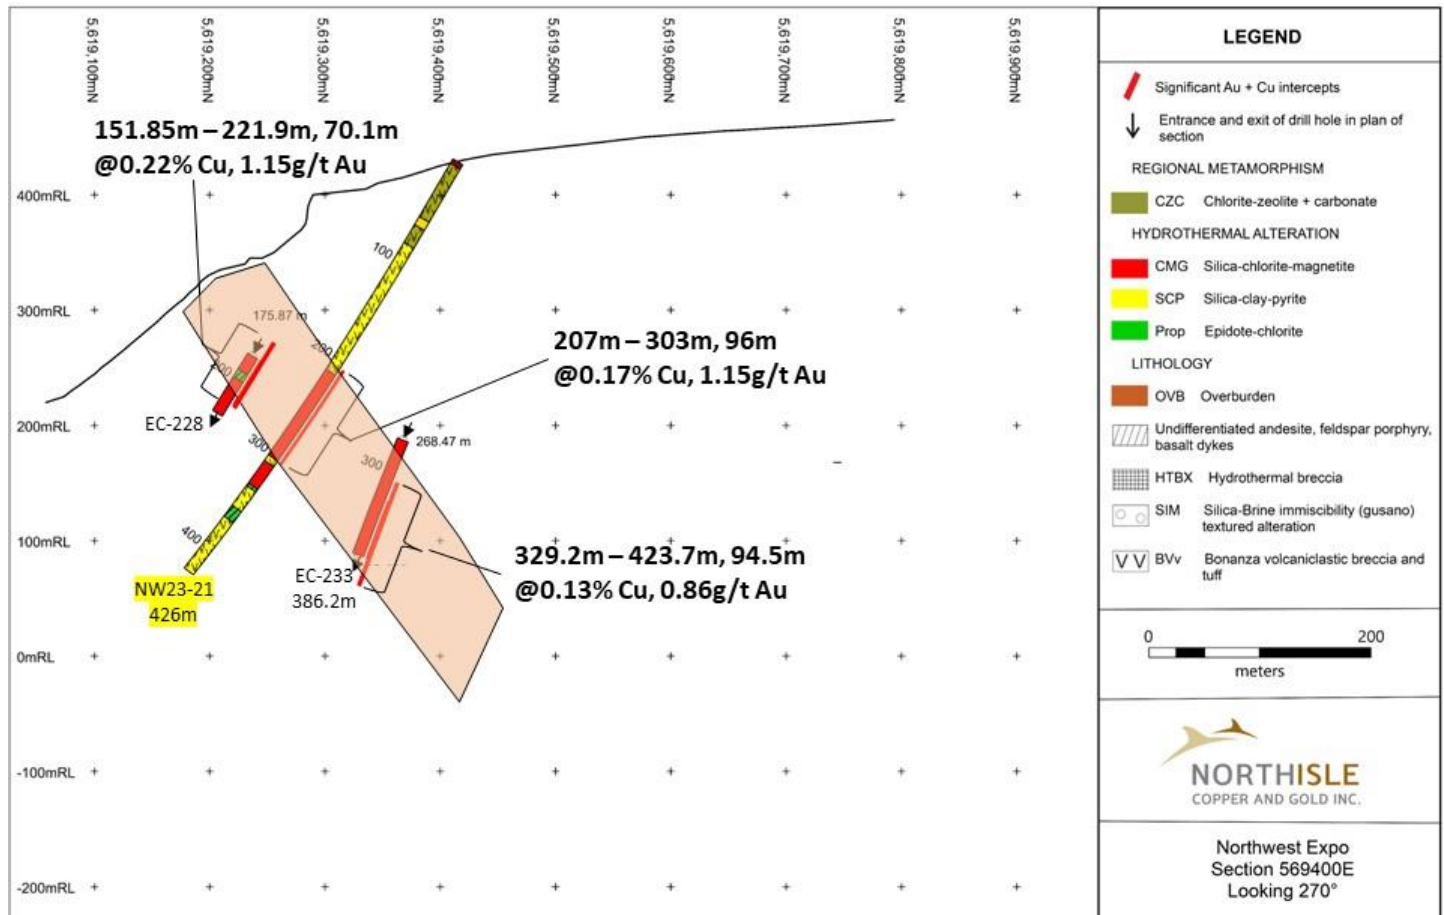 5,619,100mN
5,619,200mN
5,619,300mN
5,619,400mN
5,619,500mN
5,619,600mN
5,619,700mN
5,619,800mN
5,619,900mN
151.85m – 221.9m, 70.1m
@0.22% Cu, 1.15g/t Au
400mRL
100
300mRL
175.87 m
200
207m – 303m, 96m
@0.17% Cu, 1.15g/t Au
200
200mRL
EC-228
300
268.47 m
300
100mRL
400
329.2m – 423.7m, 94.5m
@0.13% Cu, 0.86g/t Au
EC-233
386.2m
NW23-21
426m
0mRL
-100mRL
-200mRL
LEGEND
Significant Au + Cu intercepts
Entrance and exit of drill hole in plan of
section
REGIONAL METAMORPHISM
CZC Chlorite-zeolite + carbonate
HYDROTHERMAL ALTERATION
CMG Silica-chlorite-magnetite
SCP Silica-clay-pyrite
Prop Epidote-chlorite
LITHOLOGY
OVB Overburden
Undifferentiated andesite, feldspar porphyry,
basalt dykes
HTBX Hydrothermal breccia
SIM Silica-Brine immiscibility (gusano)
textured alteration
V V BVv Bonanza volcaniclastic breccia and
tuff
0 200
meters
NORTHISLE
COPPER AND GOLD INC.
Northwest Expo
Section 569400E
Looking 270°